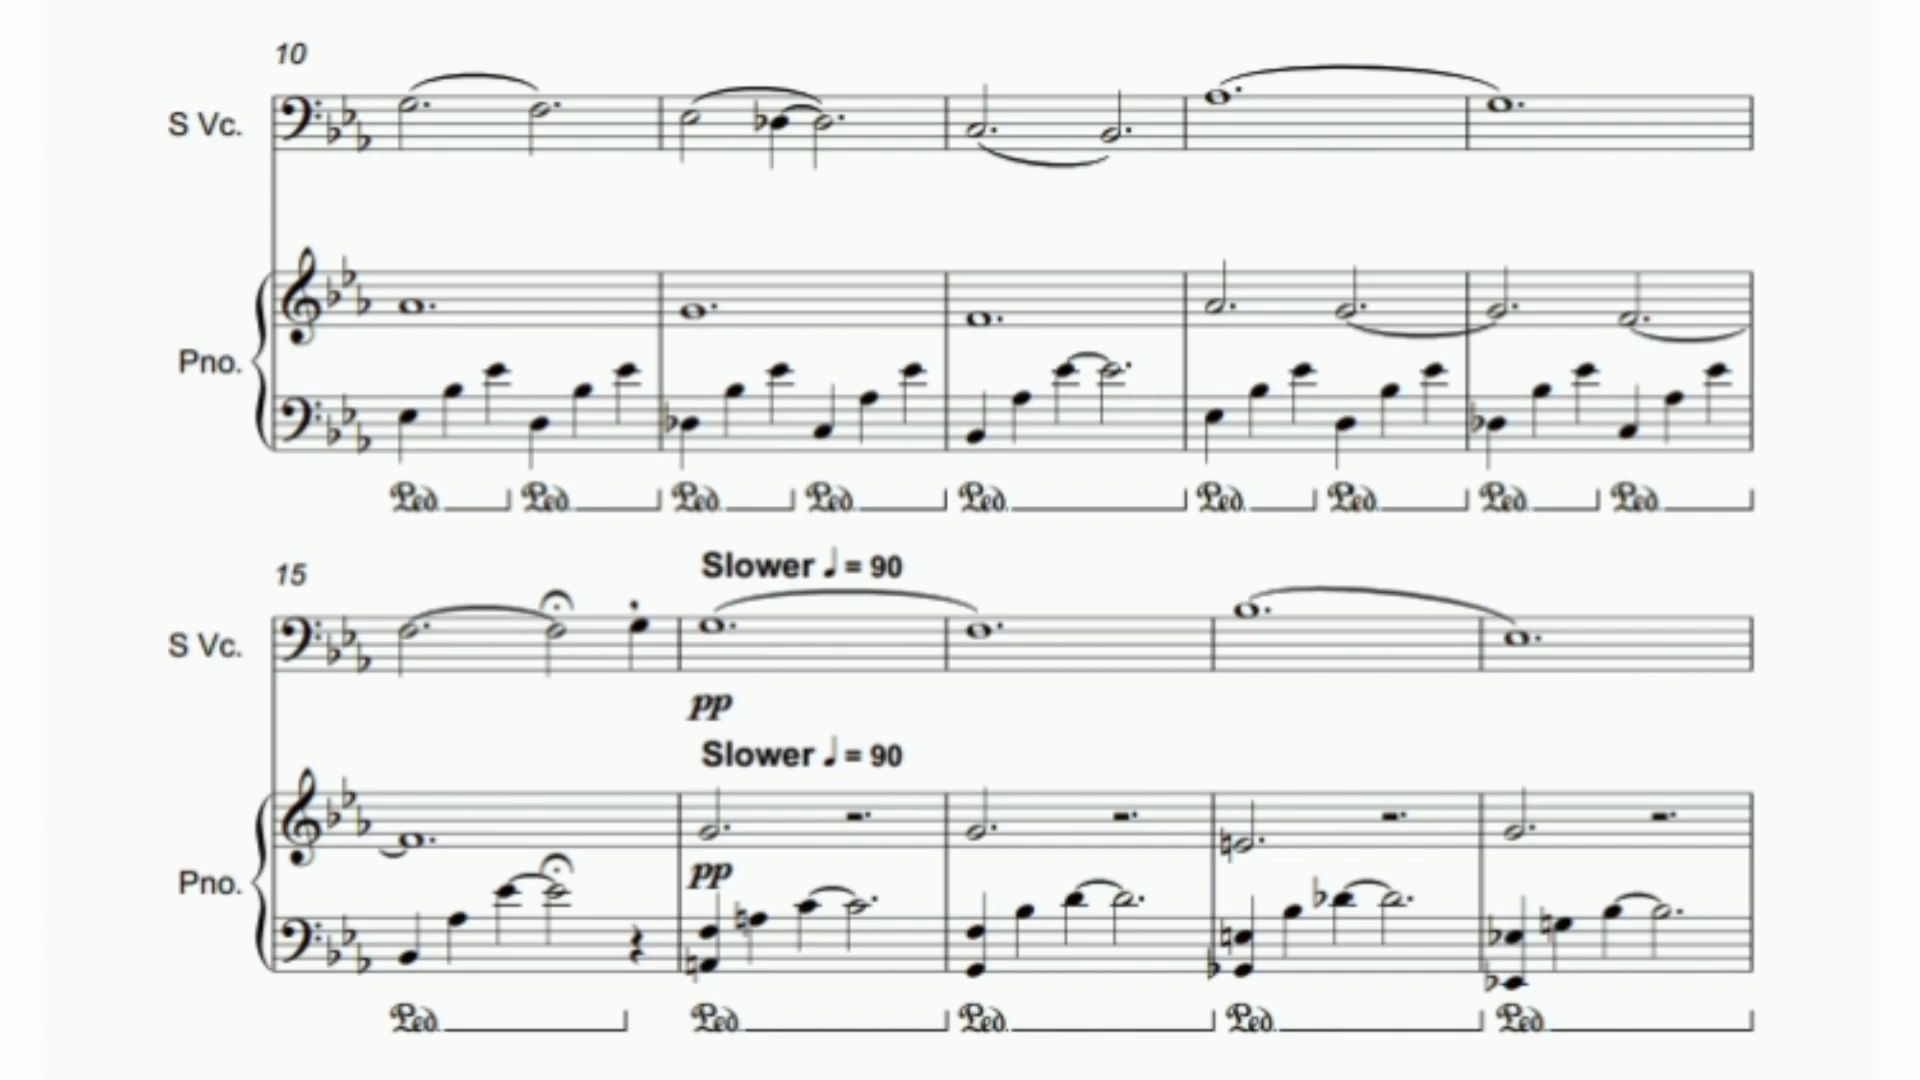 10
S Vc.
Pno.
Ped. Ped. Ped. Ped. Ped. Ped. Ped. Ped. Ped.
Slower ♩ = 90
15
S Vc.
pp
Slower ♩ = 90
pp
Pno.
Ped. Ped. Ped. Ped. Ped.